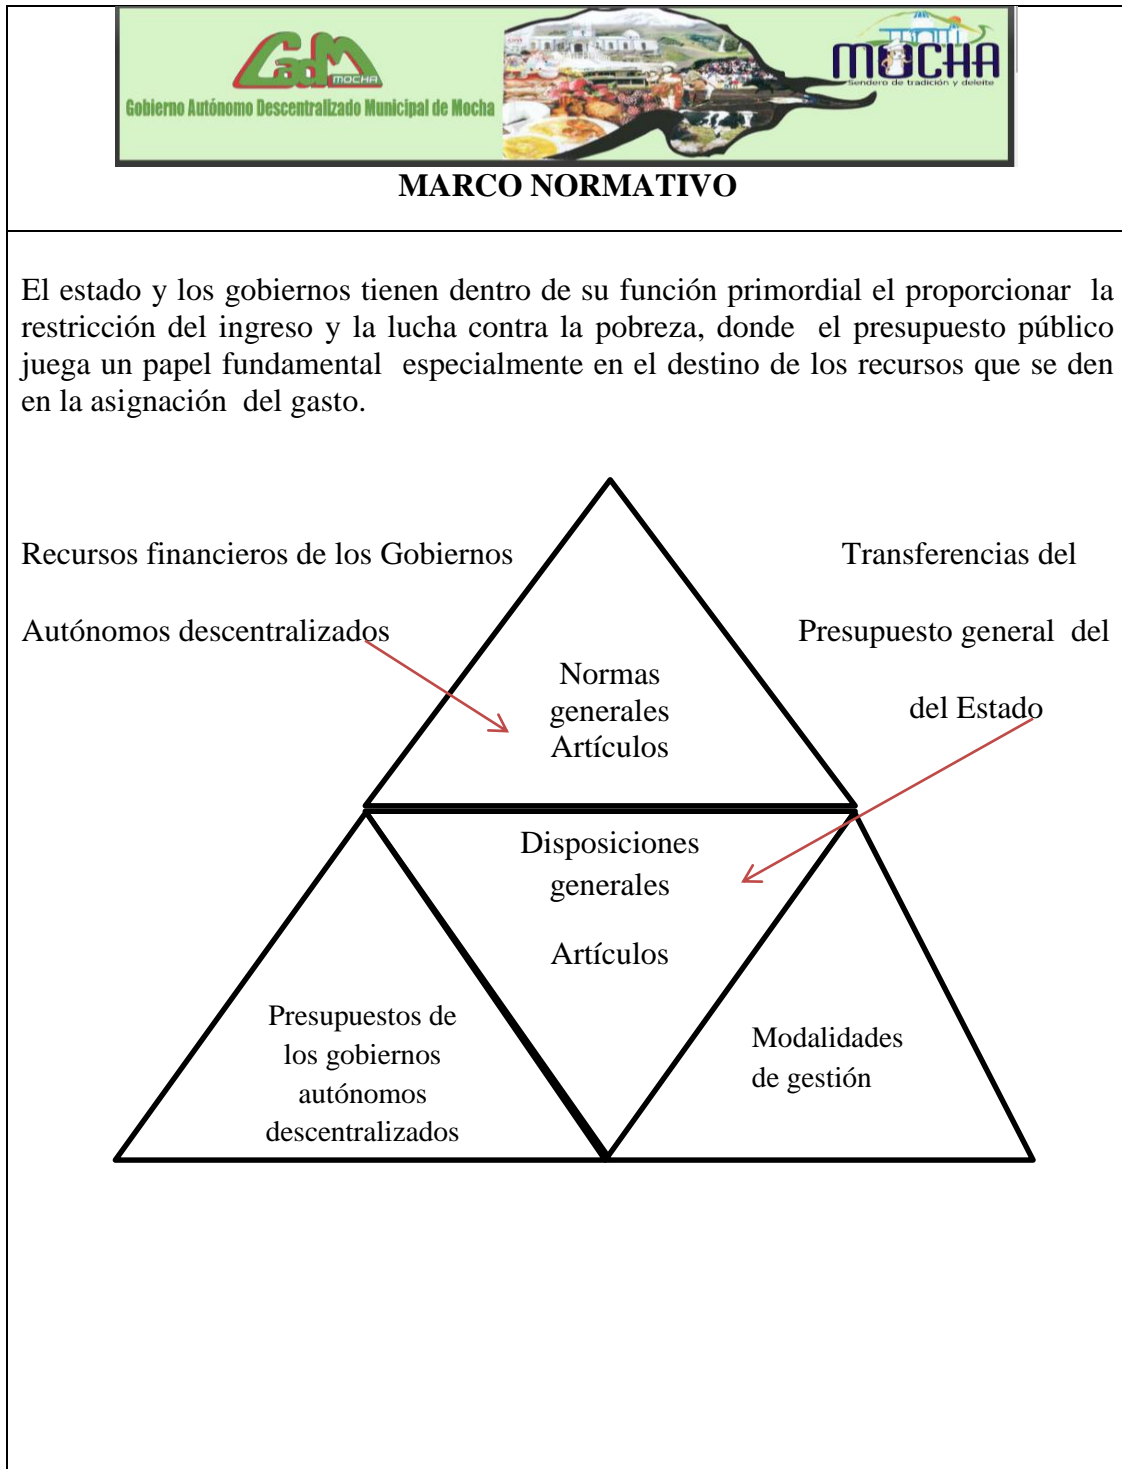 GadM
MOCHA
Gobierno Autónomo Descentralizado Municipal de Mocha
MOCHA
Sendero de tradición y deleite
MARCO NORMATIVO
El estado y los gobiernos tienen dentro de su función primordial el proporcionar la
restricción del ingreso y la lucha contra la pobreza, donde el presupuesto público
juega un papel fundamental especialmente en el destino de los recursos que se den
en la asignación del gasto.
Recursos financieros de los Gobiernos
Autónomos descentralizados
Transferencias del
Presupuesto general del
del Estado
Normas
generales
Artículos
Disposiciones
generales
Artículos
Presupuestos de
los gobiernos
autónomos
descentralizados
Modalidades
de gestión